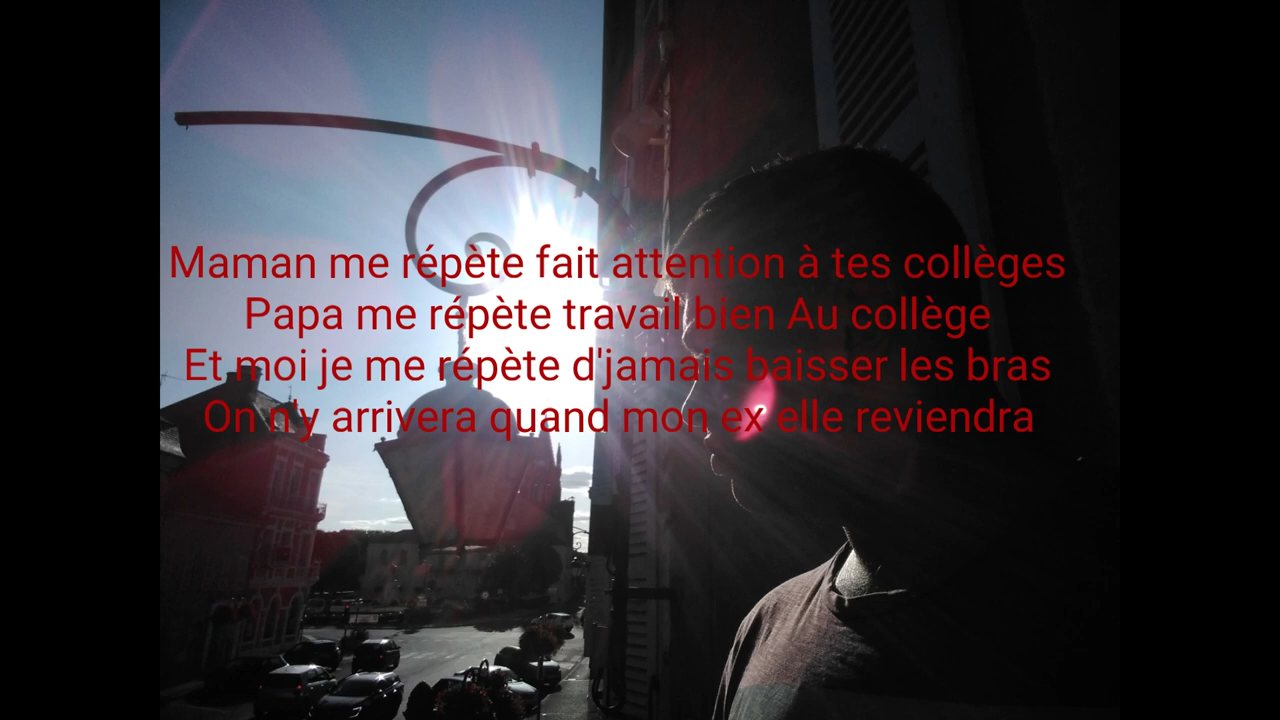 Maman me répète fait attention à tes collèges
Papa me répète travail bien Au collège
Et moi je me répète d'jamais baisser les bras
On n'y arrivera quand mon ex elle reviendra